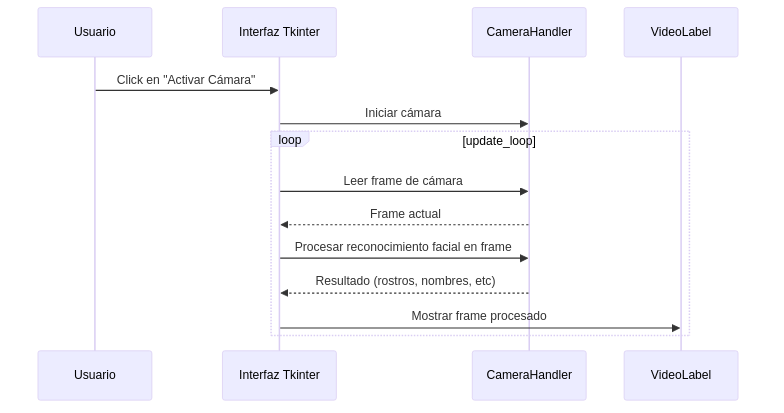 Usuario
Interfaz Tkinter
CameraHandler
VideoLabel
Click en "Activar Cámara"
Iniciar cámara
loop
[update_loop]
Leer frame de cámara
Frame actual
Procesar reconocimiento facial en frame
Resultado (rostros, nombres, etc)
Mostrar frame procesado
Usuario
Interfaz Tkinter
CameraHandler
VideoLabel